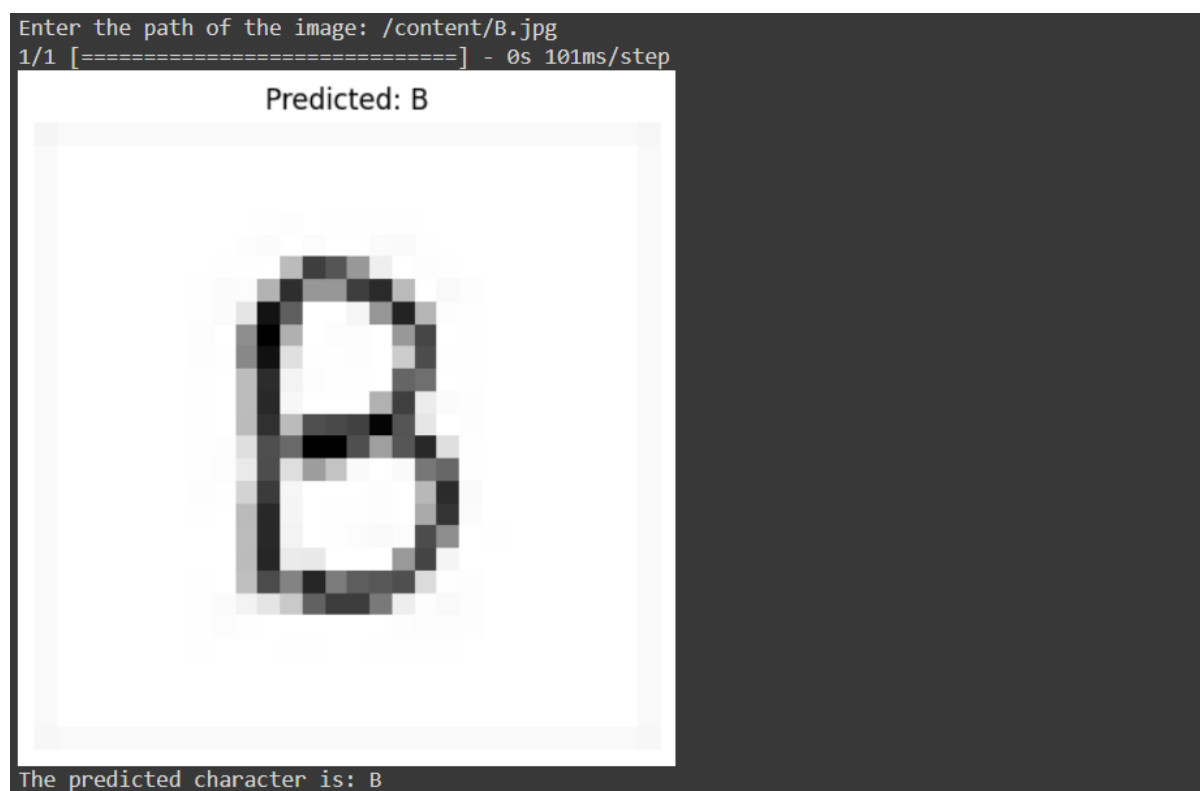 Enter the path of the image: /content/B.jpg
1/1 [==============================] - 0s 101ms/step
Predicted: B
B
The predicted character is: B